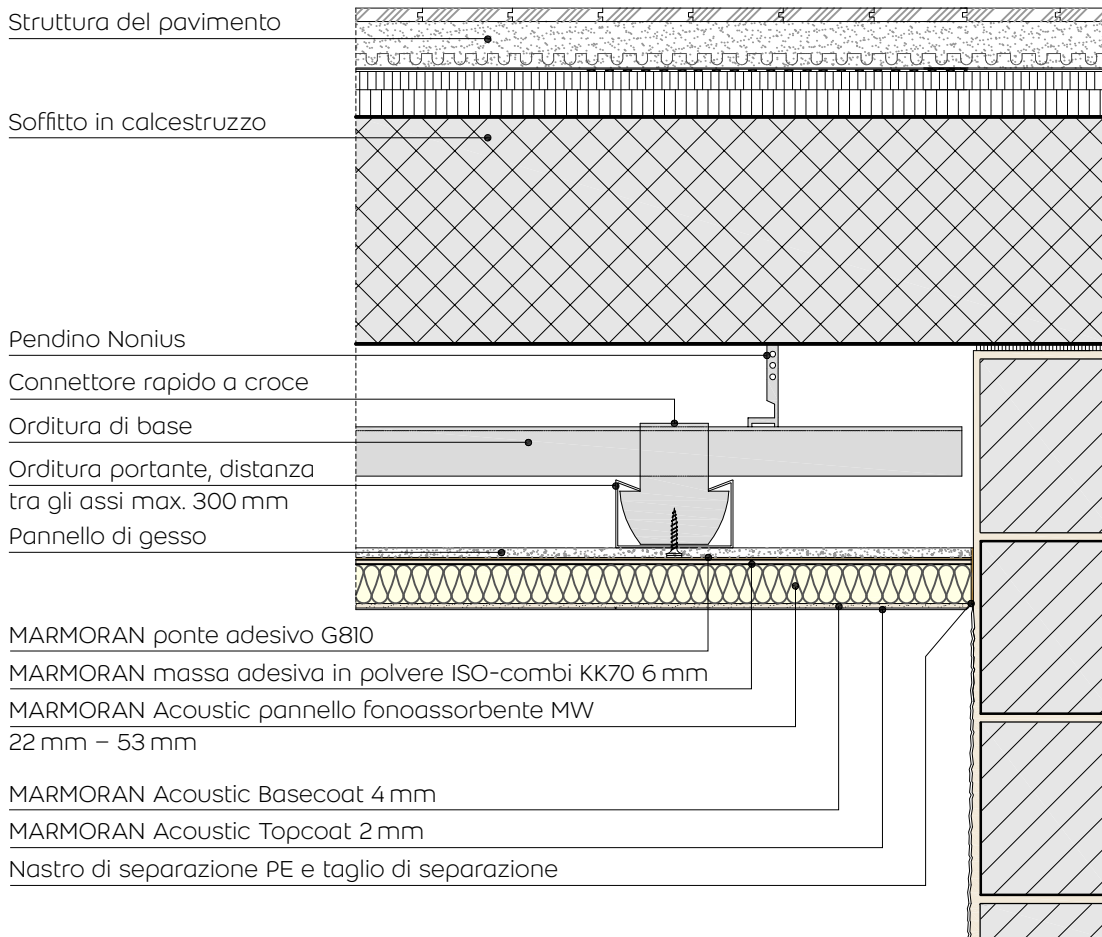 Struttura del pavimento
Soffitto in calcestruzzo
Pendino Nonius
Connettore rapido a croce
Orditura di base
Orditura portante, distanza
tra gli assi max. 300 mm
Pannello di gesso
MARMORAN ponte adesivo G810
MARMORAN massa adesiva in polvere ISO-combi KK70 6 mm
MARMORAN Acoustic pannello fonoassorbente MW
22 mm – 53 mm
MARMORAN Acoustic Basecoat 4 mm
MARMORAN Acoustic Topcoat 2 mm
Nastro di separazione PE e taglio di separazione